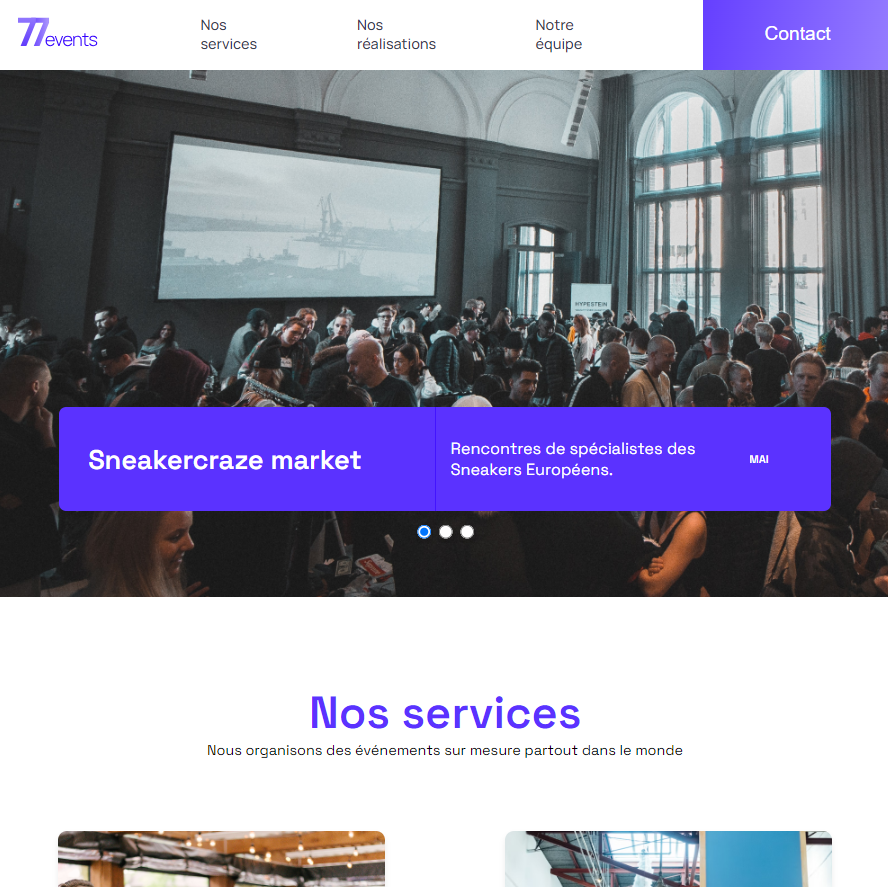 77events
Nos
services
Nos
réalisations
Notre
équipe
Contact
HYPESTEIN
Sneakercraze market
Rencontres de spécialistes des
Sneakers Européens.
MAI
Nos services
Nous organisons des événements sur mesure partout dans le monde